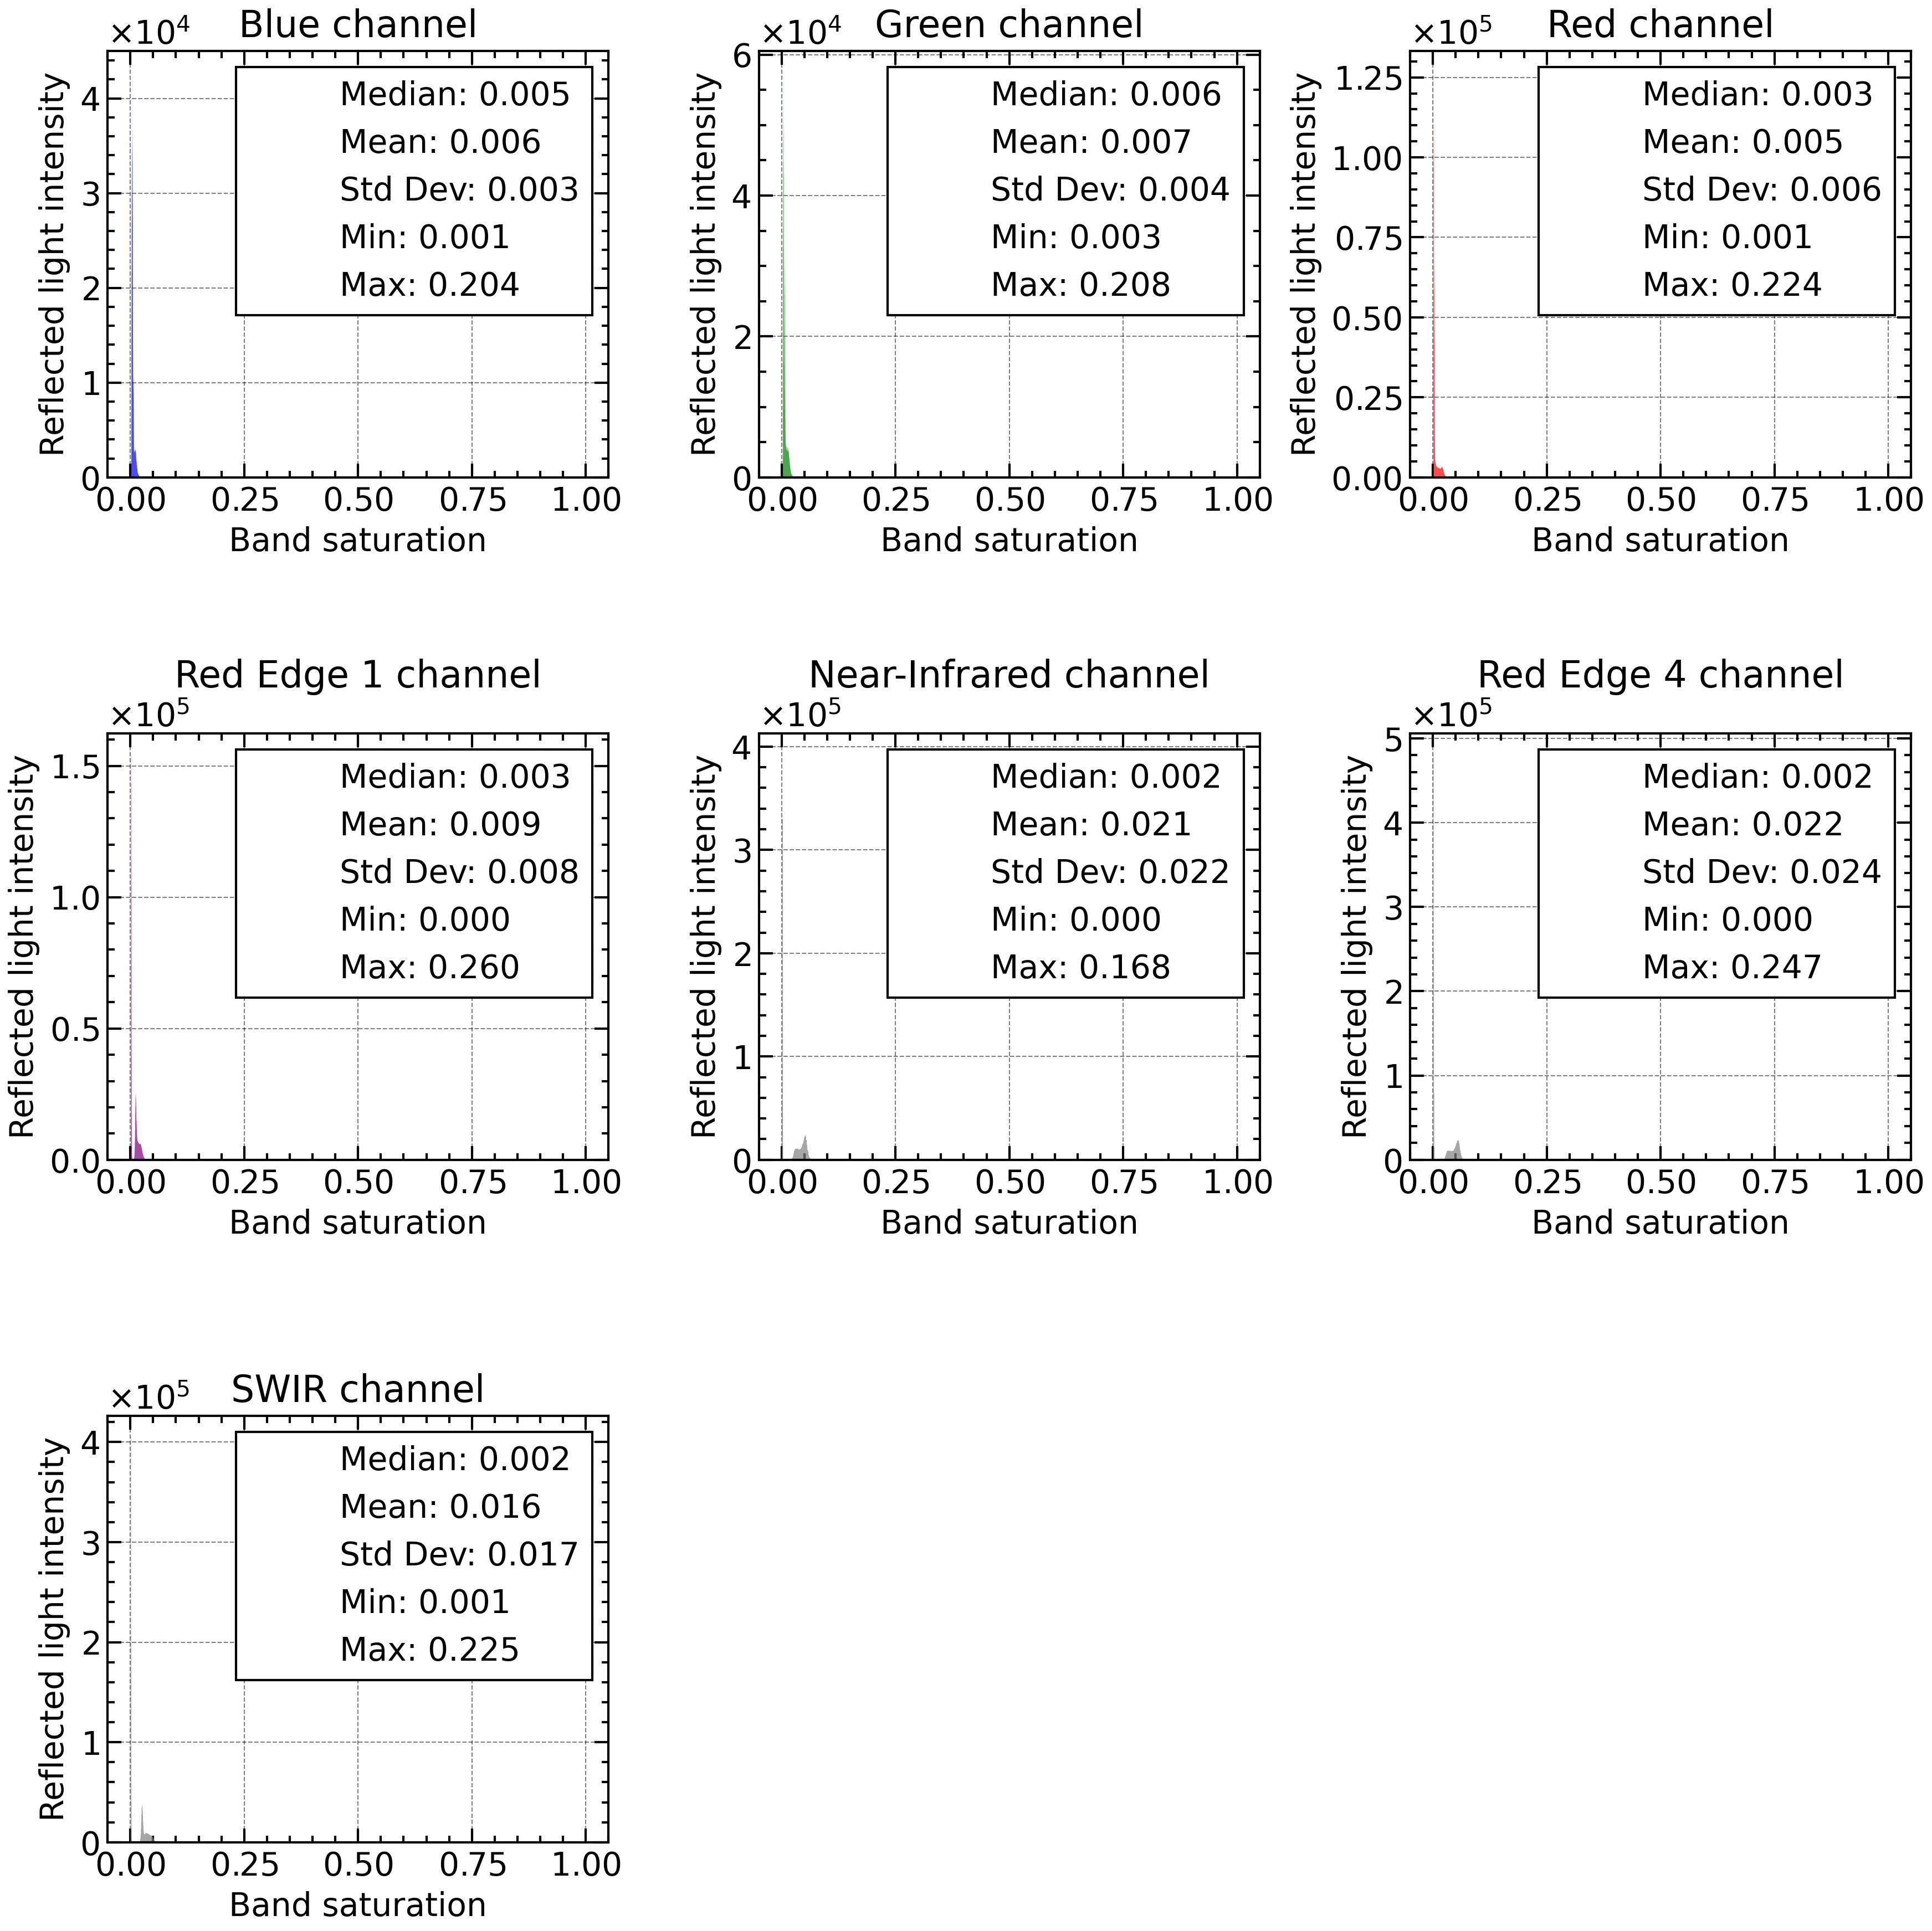 ×10⁴ Blue channel
Reflected light intensity
4
3
2
1
0
Median: 0.005
Mean: 0.006
Std Dev: 0.003
Min: 0.001
Max: 0.204
0.00 0.25 0.50 0.75 1.00
Band saturation
×10⁴ Green channel
Reflected light intensity
6
4
2
0
Median: 0.006
Mean: 0.007
Std Dev: 0.004
Min: 0.003
Max: 0.208
0.00 0.25 0.50 0.75 1.00
Band saturation
×10⁵ Red channel
Reflected light intensity
1.25
1.00
0.75
0.50
0.25
0.00
Median: 0.003
Mean: 0.005
Std Dev: 0.006
Min: 0.001
Max: 0.224
0.00 0.25 0.50 0.75 1.00
Band saturation
Red Edge 1 channel
×10⁵
Reflected light intensity
1.5
1.0
0.5
0.0
Median: 0.003
Mean: 0.009
Std Dev: 0.008
Min: 0.000
Max: 0.260
0.00 0.25 0.50 0.75 1.00
Band saturation
Near-Infrared channel
×10⁵
Reflected light intensity
4
3
2
1
0
Median: 0.002
Mean: 0.021
Std Dev: 0.022
Min: 0.000
Max: 0.168
0.00 0.25 0.50 0.75 1.00
Band saturation
Red Edge 4 channel
×10⁵
Reflected light intensity
5
4
3
2
1
0
Median: 0.002
Mean: 0.022
Std Dev: 0.024
Min: 0.000
Max: 0.247
0.00 0.25 0.50 0.75 1.00
Band saturation
×10⁵ SWIR channel
Reflected light intensity
4
3
2
1
0
Median: 0.002
Mean: 0.016
Std Dev: 0.017
Min: 0.001
Max: 0.225
0.00 0.25 0.50 0.75 1.00
Band saturation